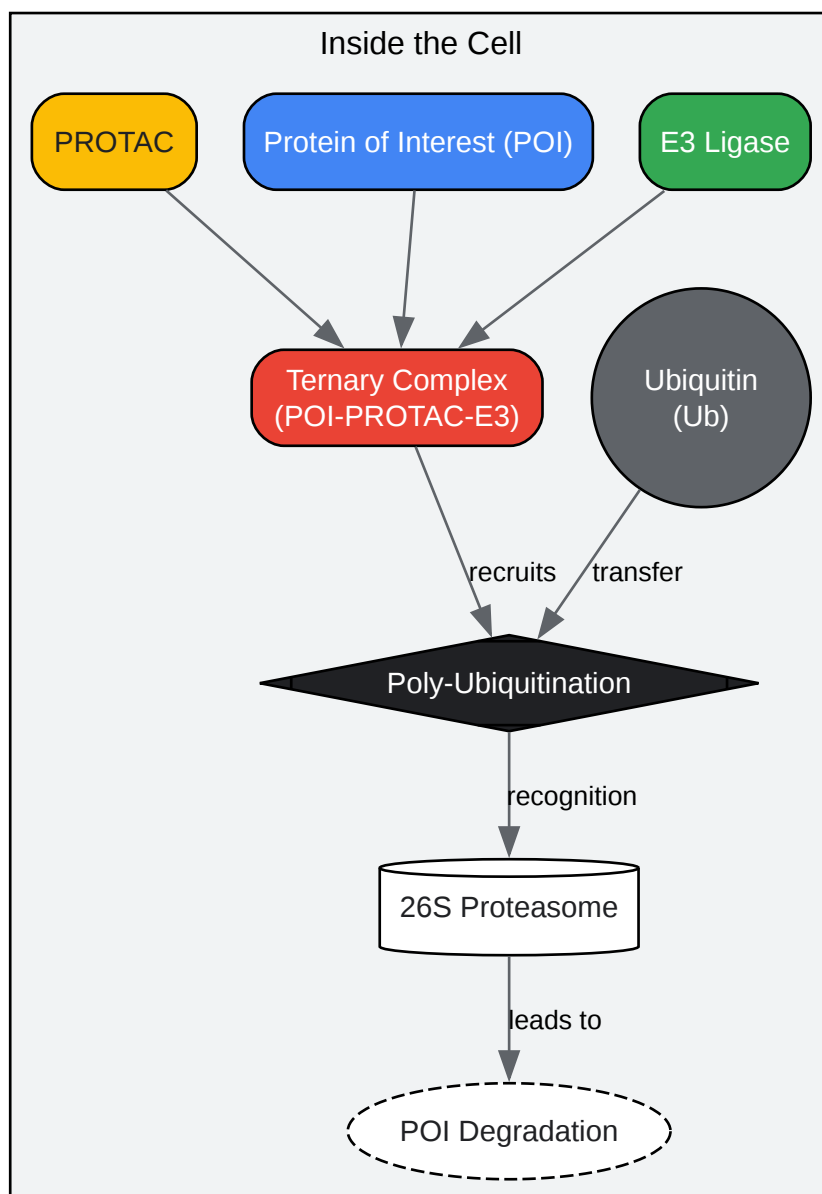 Inside the Cell
PROTAC
Protein of Interest (POI)
E3 Ligase
Ternary Complex
(POI-PROTAC-E3)
Ubiquitin
(Ub)
recruits
transfer
Poly-Ubiquitination
recognition
26S Proteasome
leads to
POI Degradation